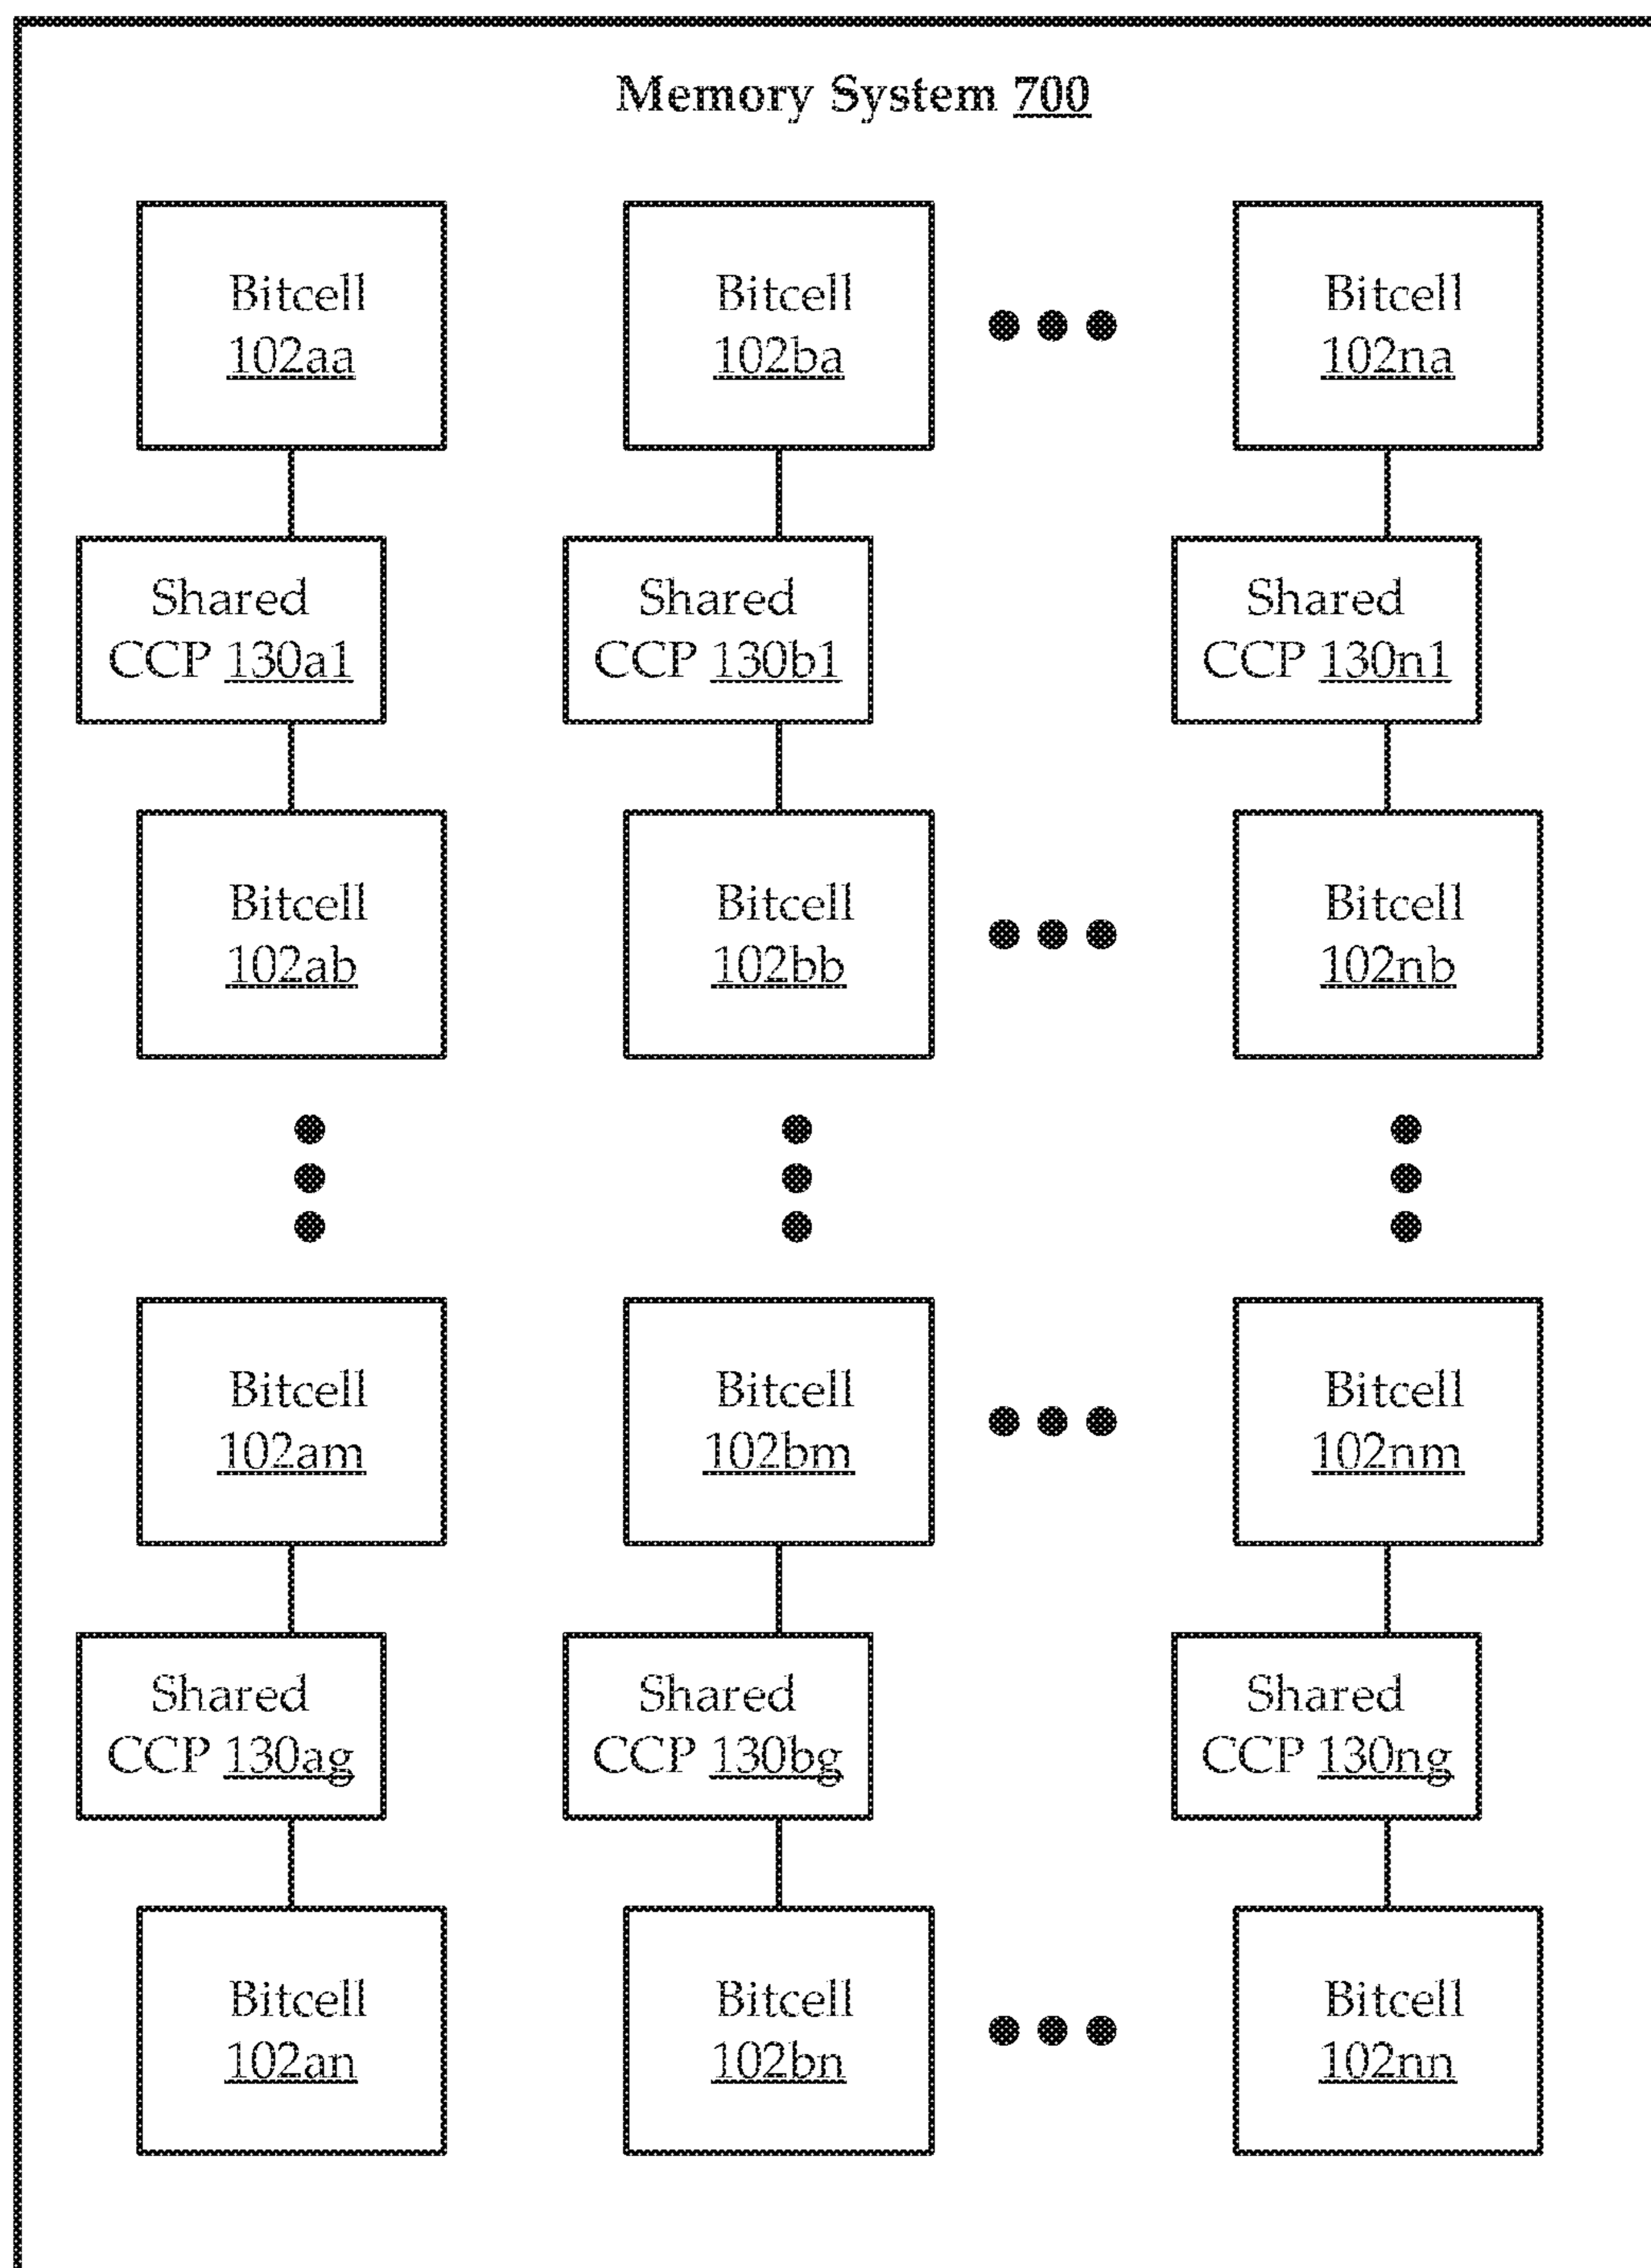 Memory System 700
Bitcell
102aa
Bitcell
102ba
Bitcell
102na
Shared
CCP 130a1
Shared
CCP 130b1
Shared
CCP 130n1
Bitcell
102ab
Bitcell
102bb
Bitcell
102nb
Bitcell
102am
Bitcell
102bm
Bitcell
102nm
Shared
CCP 130ag
Shared
CCP 130bg
Shared
CCP 130ng
Bitcell
102an
Bitcell
102bn
Bitcell
102nn